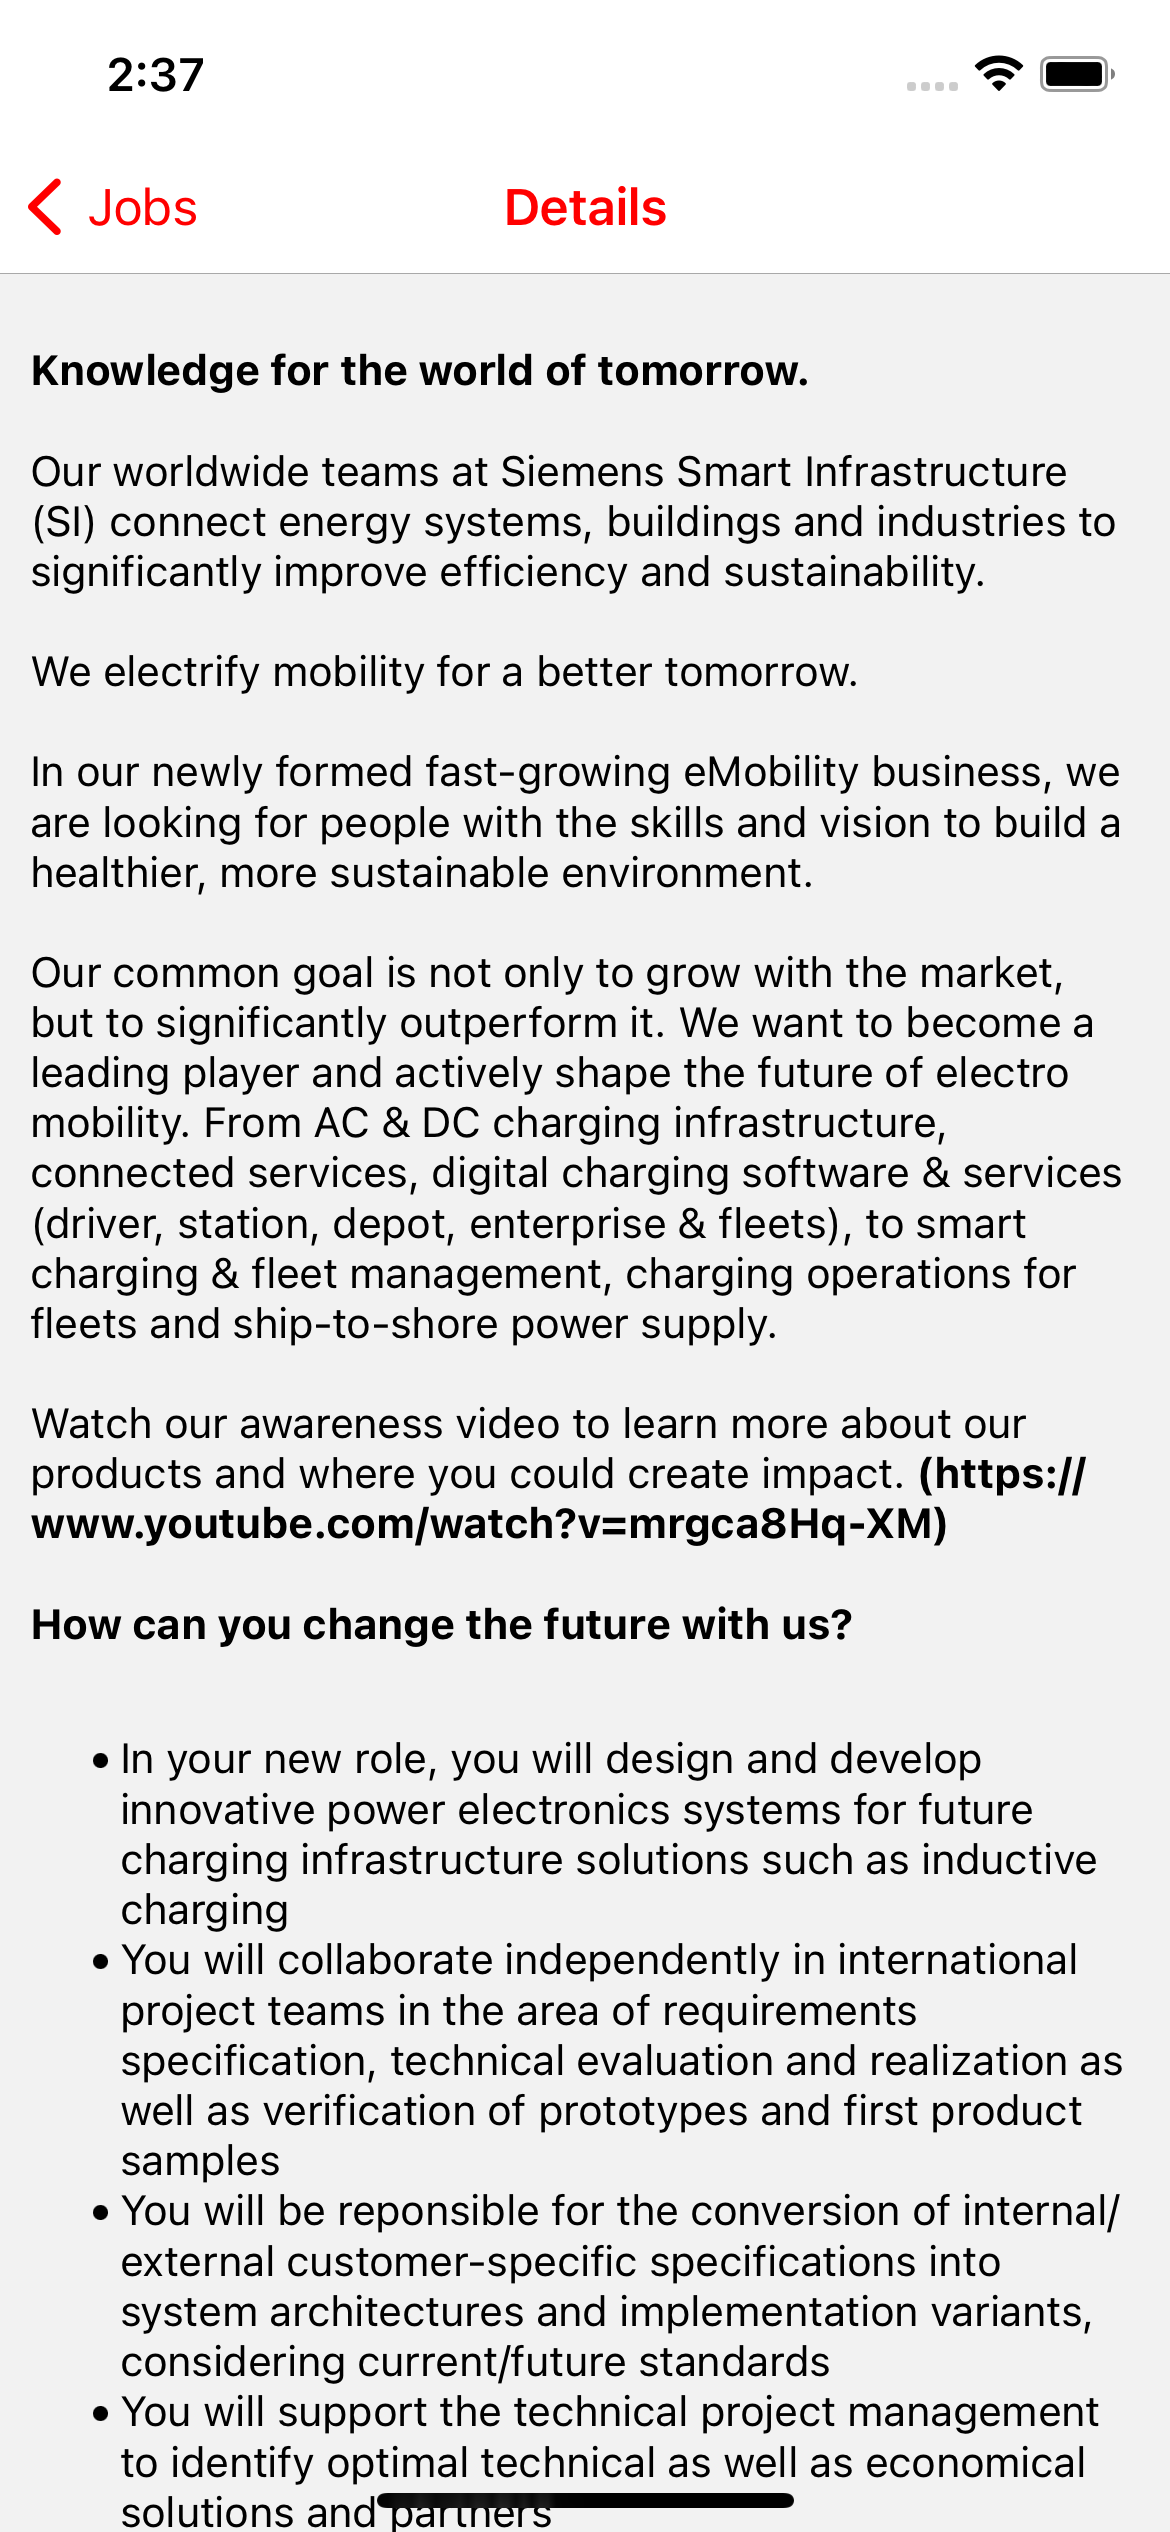 2:37
Jobs
Details
Knowledge for the world of tomorrow.
Our worldwide teams at Siemens Smart Infrastructure
(SI) connect energy systems, buildings and industries to
significantly improve efficiency and sustainability.
We electrify mobility for a better tomorrow.
In our newly formed fast-growing eMobility business, we
are looking for people with the skills and vision to build a
healthier, more sustainable environment.
Our common goal is not only to grow with the market,
but to significantly outperform it. We want to become a
leading player and actively shape the future of electro
mobility. From AC & DC charging infrastructure,
connected services, digital charging software & services
(driver, station, depot, enterprise & fleets), to smart
charging & fleet management, charging operations for
fleets and ship-to-shore power supply.
Watch our awareness video to learn more about our
products and where you could create impact. (https://
www.youtube.com/watch?v=mrgca8Hq-XM)
How can you change the future with us?
• In your new role, you will design and develop
innovative power electronics systems for future
charging infrastructure solutions such as inductive
charging
• You will collaborate independently in international
project teams in the area of requirements
specification, technical evaluation and realization as
well as verification of prototypes and first product
samples
• You will be reponsible for the conversion of internal/
external customer-specific specifications into
system architectures and implementation variants,
considering current/future standards
• You will support the technical project management
to identify optimal technical as well as economical
solutions and partners